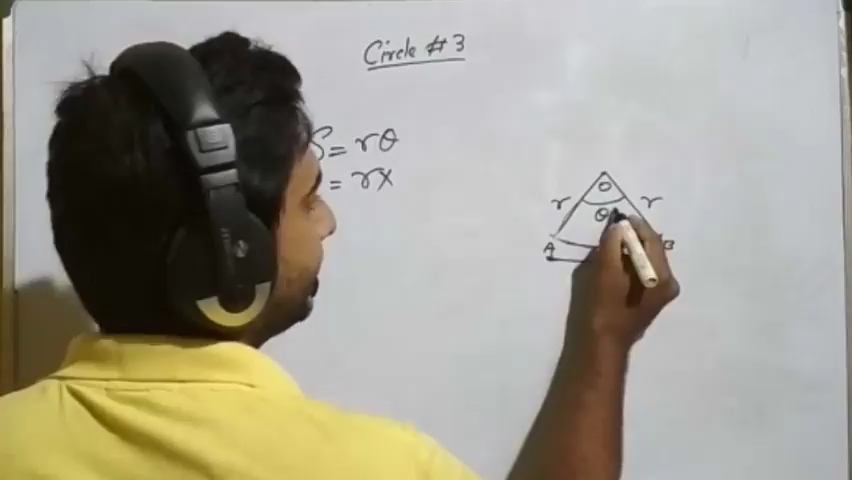 Circle # 3
S = rθ
= rx
θ
r r
θ
A B